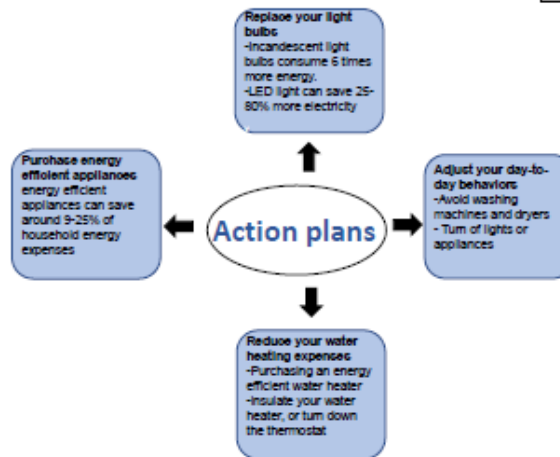 Replace your light
bulbs
-Incandescent light
bulbs consume 6 times
more energy.
-LED light can save 25-
80% more electricity
Purchase energy
efficient appliances
energy efficient
appliances can save
around 9-25% of
household energy
expenses
Action plans
Adjust your day-to-
day behaviors
-Avoid washing
machines and dryers
- Turn of lights or
appliances
Reduce your water
heating expenses
-Purchasing an energy
efficient water heater
-Insulate your water
heater, or turn down
the thermostat